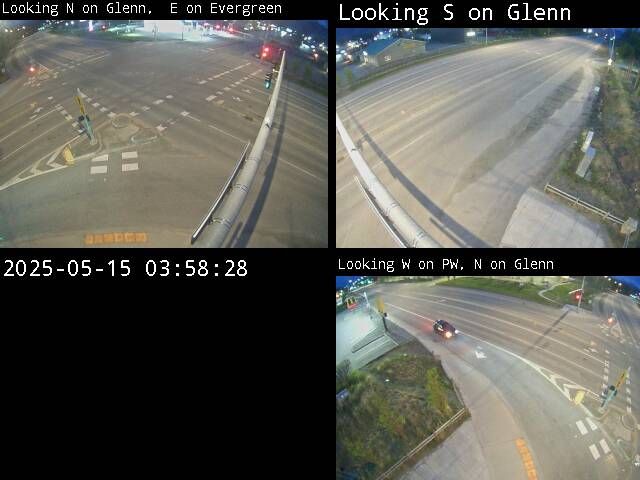 Looking N on Glenn,  E on Evergreen
Looking S on Glenn
2025-05-15 03:58:28
Looking W on PW, N on Glenn